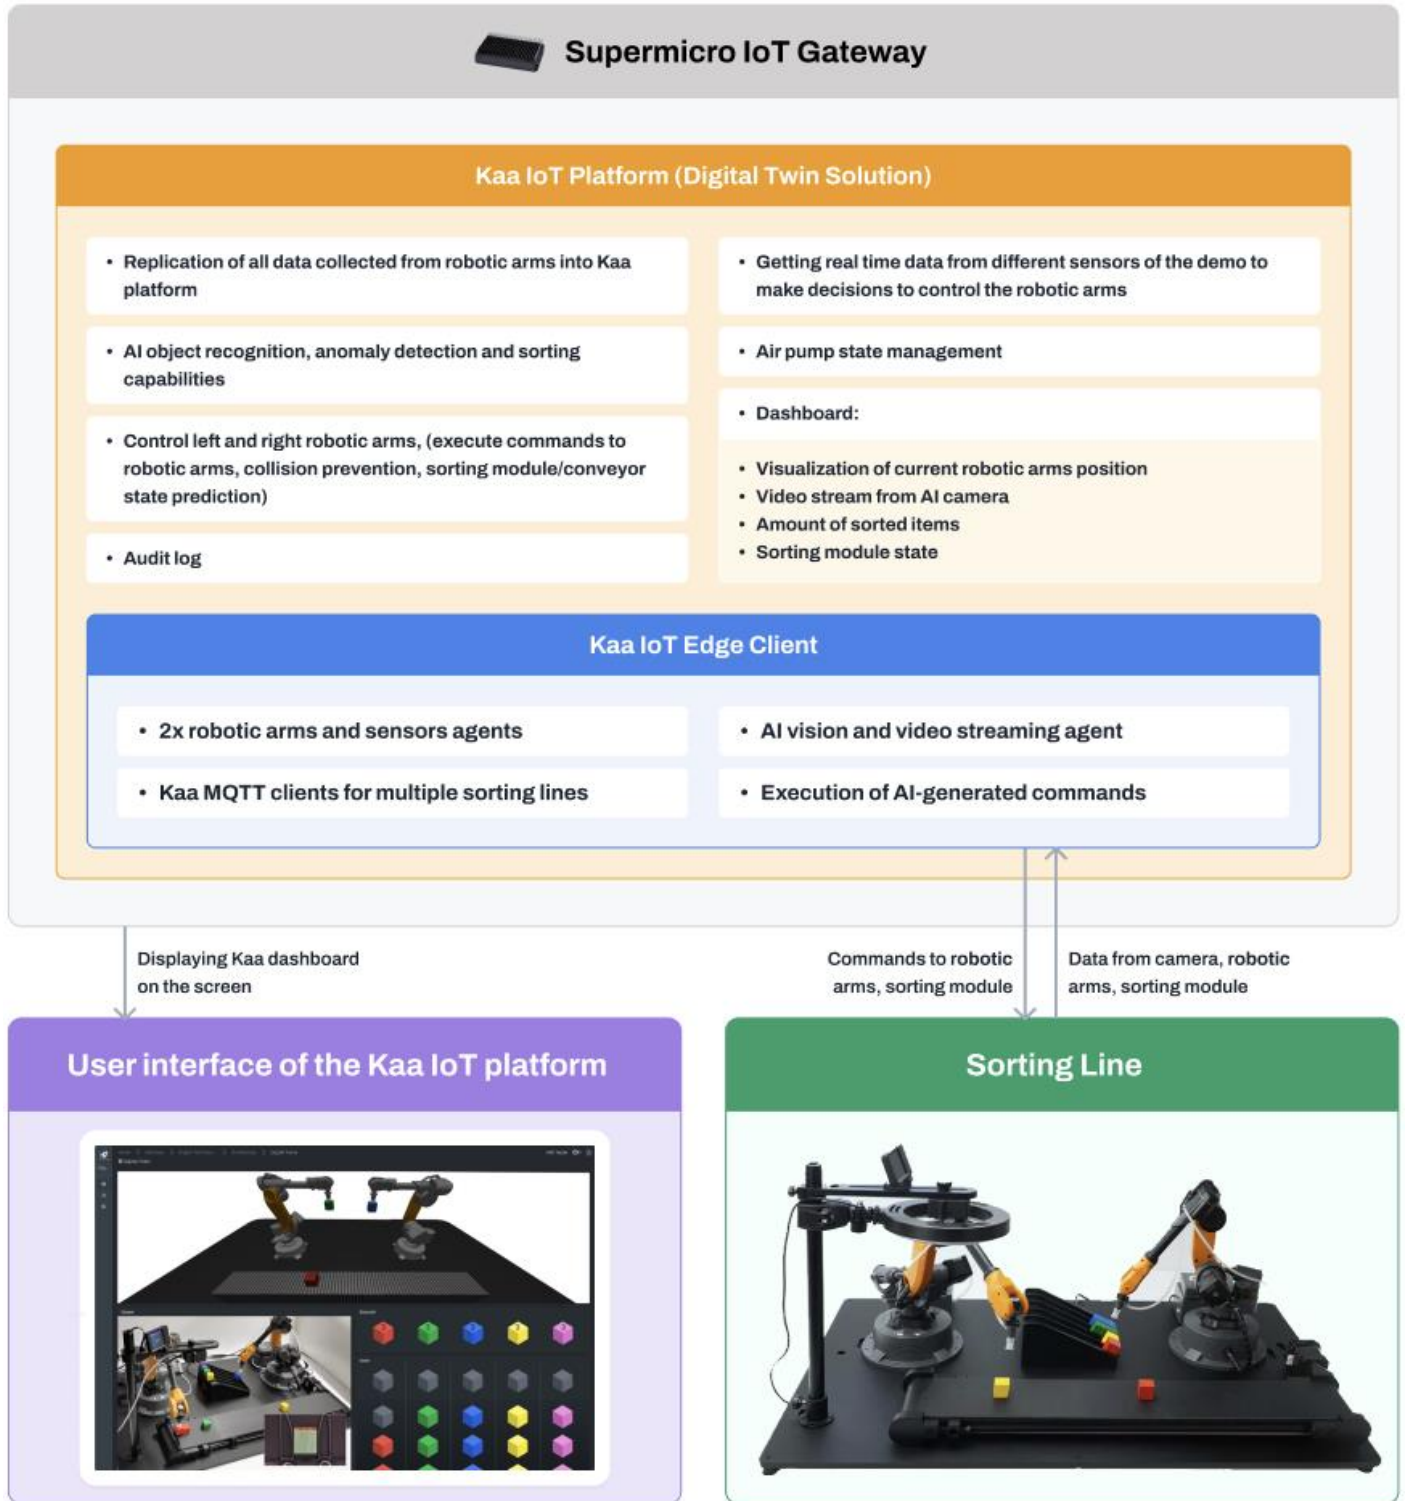 Supermicro IoT Gateway
Kaa IoT Platform (Digital Twin Solution)
• Replication of all data collected from robotic arms into Kaa
platform
• AI object recognition, anomaly detection and sorting
capabilities
• Control left and right robotic arms, (execute commands to
robotic arms, collision prevention, sorting module/conveyor
state prediction)
• Audit log
• Getting real time data from different sensors of the demo to
make decisions to control the robotic arms
• Air pump state management
• Dashboard:
• Visualization of current robotic arms position
• Video stream from AI camera
• Amount of sorted items
• Sorting module state
Kaa IoT Edge Client
• 2x robotic arms and sensors agents
• Kaa MQTT clients for multiple sorting lines
• AI vision and video streaming agent
• Execution of AI-generated commands
Displaying Kaa dashboard
on the screen
Commands to robotic
arms, sorting module
Data from camera, robotic
arms, sorting module
User interface of the Kaa IoT platform
Sorting Line